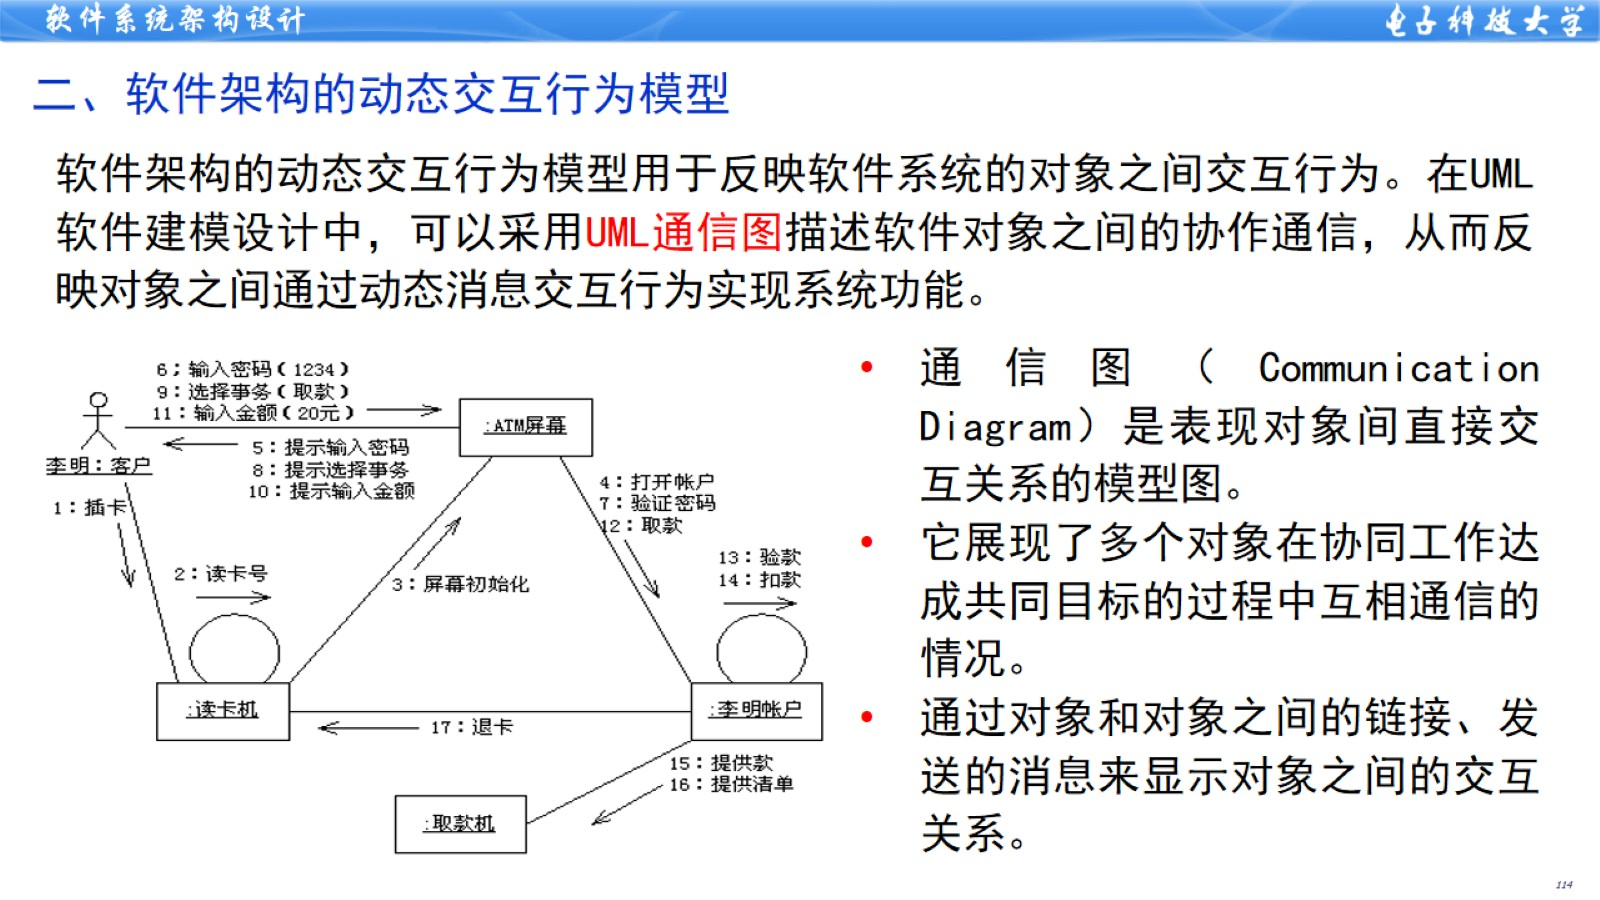 软件系统架构设计
电子科技大学
二、软件架构的动态交互行为模型
软件架构的动态交互行为模型用于反映软件系统的对象之间交互行为。在UML
软件建模设计中，可以采用UML通信图描述软件对象之间的协作通信，从而反
映对象之间通过动态消息交互行为实现系统功能。
6；输入密码（1234）
9：选择事务（取款）
11：输入金额（20元）
:ATM屏幕
5：提示输入密码
8：提示选择事务
10：提示输入金额
李明：客户
1：插卡
4：打开帐户
7：验证密码
12：取款
2：读卡号
3：屏幕初始化
13：验款
14：扣款
:读卡机
:李明帐户
17：退卡
15：提供款
16：提供清单
:取款机
• 通信图（Communication
Diagram）是表现对象间直接交
互关系的模型图。
• 它展现了多个对象在协同工作达
成共同目标的过程中互相通信的
情况。
• 通过对象和对象之间的链接、发
送的消息来显示对象之间的交互
关系。
114